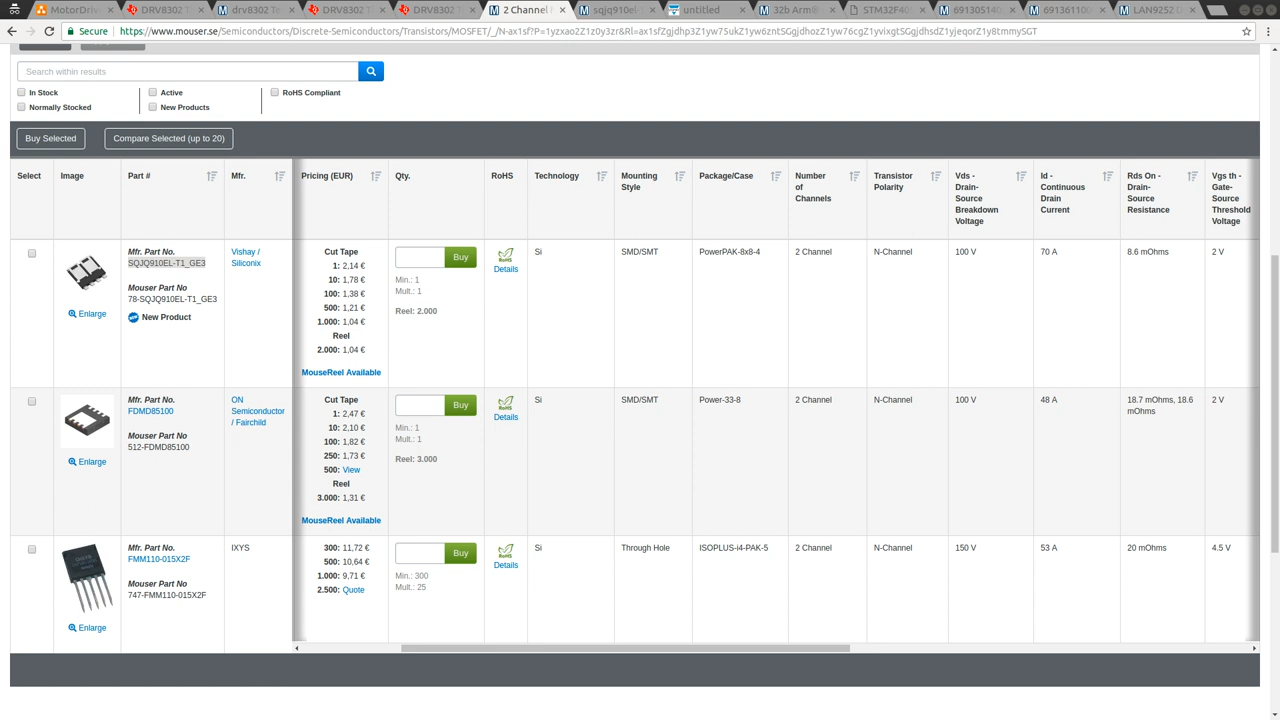 MotorDriv
DRV8302 T
drv8302 Te
DRV8302 T
DRV8302 T
2 Channel
sqjq910el
untitled
32b Arm®
STM32F40
691305140
691361100
LAN9252 D
Secure
https://www.mouser.se/Semiconductors/Discrete-Semiconductors/Transistors/MOSFET/_/N-ax1sf?P=1yzxao2Z1z0y3zr&Rl=ax1sfZgjdhp3Z1yw75ukZ1yw6zntSGgjdhozZ1yw76cgZ1yvixgtSGgjdhsdZ1yjeqorZ1y8tmmySGT
Search within results
In Stock
Active
RoHS Compliant
Normally Stocked
New Products
Buy Selected
Compare Selected (up to 20)
Select
Image
Part #
Mfr.
Pricing (EUR)
Qty.
RoHS
Technology
Mounting
Style
Package/Case
Number
of
Channels
Transistor
Polarity
Vds -
Drain-
Source
Breakdown
Voltage
Id -
Continuous
Drain
Current
Rds On -
Drain-
Source
Resistance
Vgs th -
Gate-
Source
Threshold
Voltage
Enlarge
Mfr. Part No.
SQJQ910EL-T1_GE3
Mouser Part No
78-SQJQ910EL-T1_GE3
New Product
Vishay /
Siliconix
Cut Tape
1: 2,14 €
10: 1,78 €
100: 1,38 €
500: 1,21 €
1.000: 1,04 €
Reel
2.000: 1,04 €
MouseReel Available
Buy
Min.: 1
Mult.: 1
Reel: 2.000
RoHS
Details
Si
SMD/SMT
PowerPAK-8x8-4
2 Channel
N-Channel
100 V
70 A
8.6 mOhms
2 V
Enlarge
Mfr. Part No.
FDMD85100
Mouser Part No
512-FDMD85100
ON
Semiconductor
/ Fairchild
Cut Tape
1: 2,47 €
10: 2,10 €
100: 1,82 €
250: 1,73 €
500: View
Reel
3.000: 1,31 €
MouseReel Available
Buy
Min.: 1
Mult.: 1
Reel: 3.000
RoHS
Details
Si
SMD/SMT
Power-33-8
2 Channel
N-Channel
100 V
48 A
18.7 mOhms, 18.6
mOhms
2 V
Enlarge
Mfr. Part No.
FMM110-015X2F
Mouser Part No
747-FMM110-015X2F
IXYS
300: 11,72 €
500: 10,64 €
1.000: 9,71 €
2.500: Quote
Buy
Min.: 300
Mult.: 25
RoHS
Details
Si
Through Hole
ISOPLUS-i4-PAK-5
2 Channel
N-Channel
150 V
53 A
20 mOhms
4.5 V